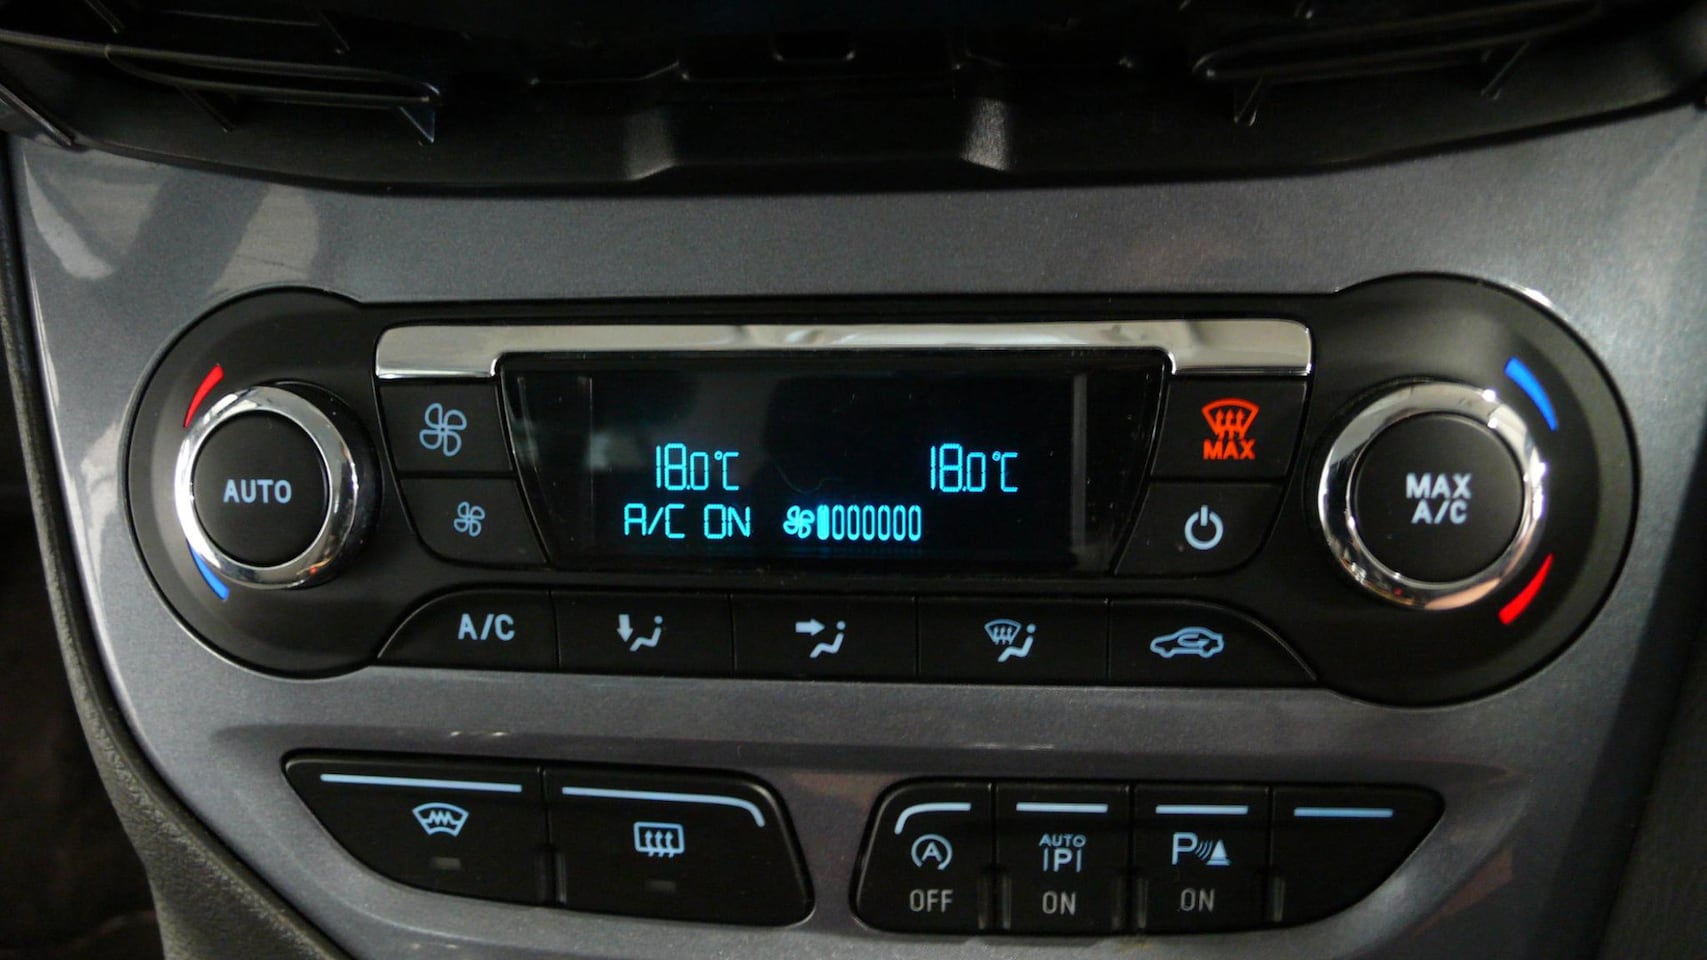 18.0°C
18.0°C
A/C ON
AUTO
MAX
MAX
A/C
A/C
A
OFF
AUTO
P
ON
P
ON